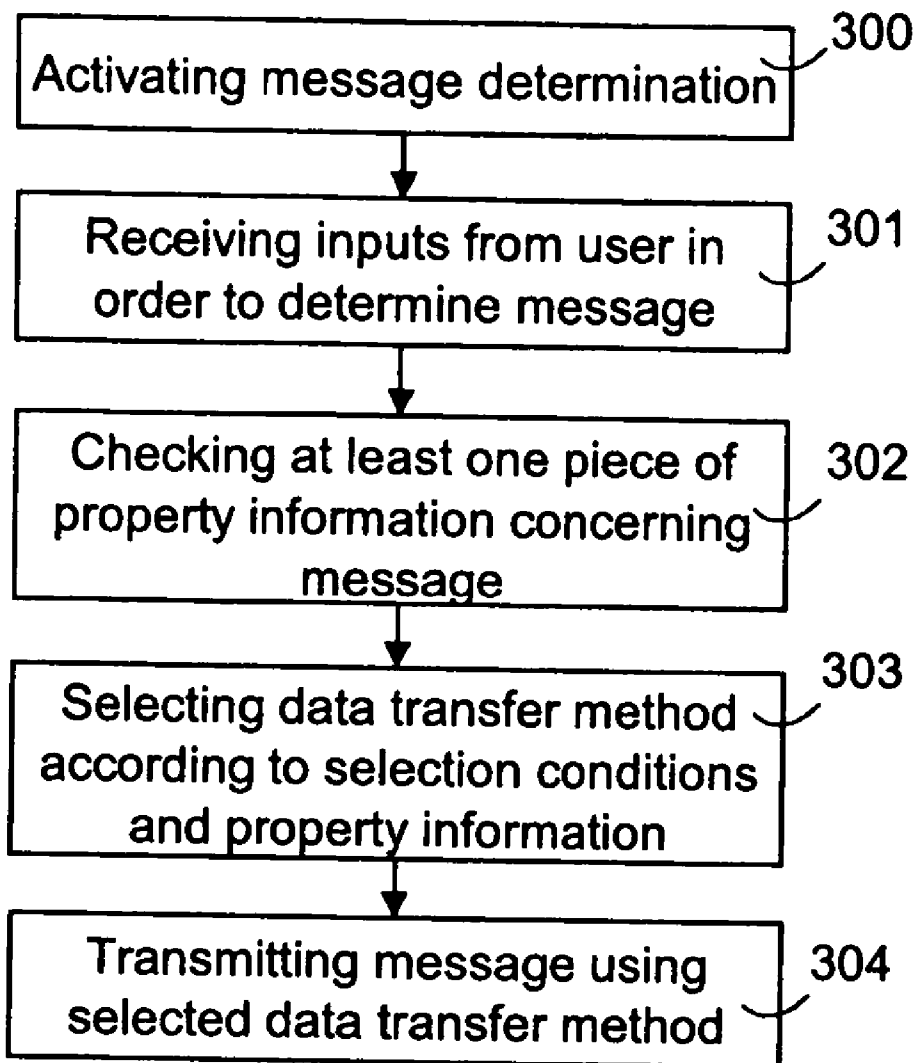 300
Activating message determination
301
Receiving inputs from user in
order to determine message
302
Checking at least one piece of
property information concerning
message
303
Selecting data transfer method
according to selection conditions
and property information
304
Transmitting message using
selected data transfer method